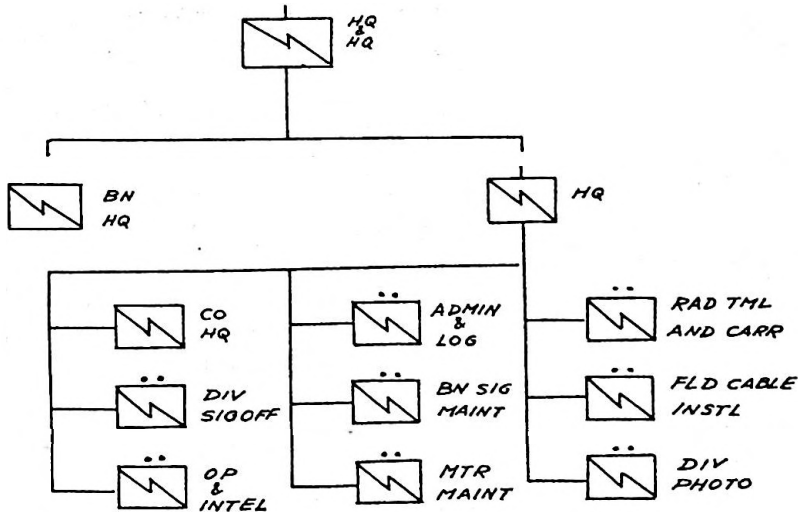 HQ
&
HQ
BN
HQ
HQ
CO
HQ
ADMIN
&
LOG
RAD TML
AND CARR
DIV
SIGOFF
BN SIG
MAINT
FLD CABLE
INSTL
OP
&
INTEL
MTR
MAINT
DIV
PHOTO